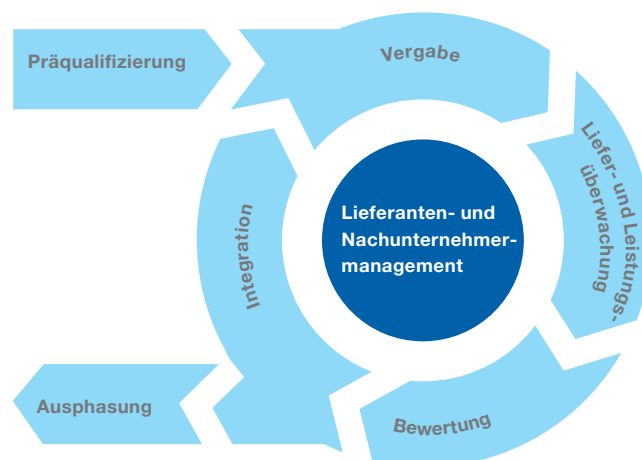 Präqualifizierung
Vergabe
Liefer- und Leistungs-
überwachung
Lieferanten- und
Nachunternehmer-
management
Integration
Ausphasung
Bewertung